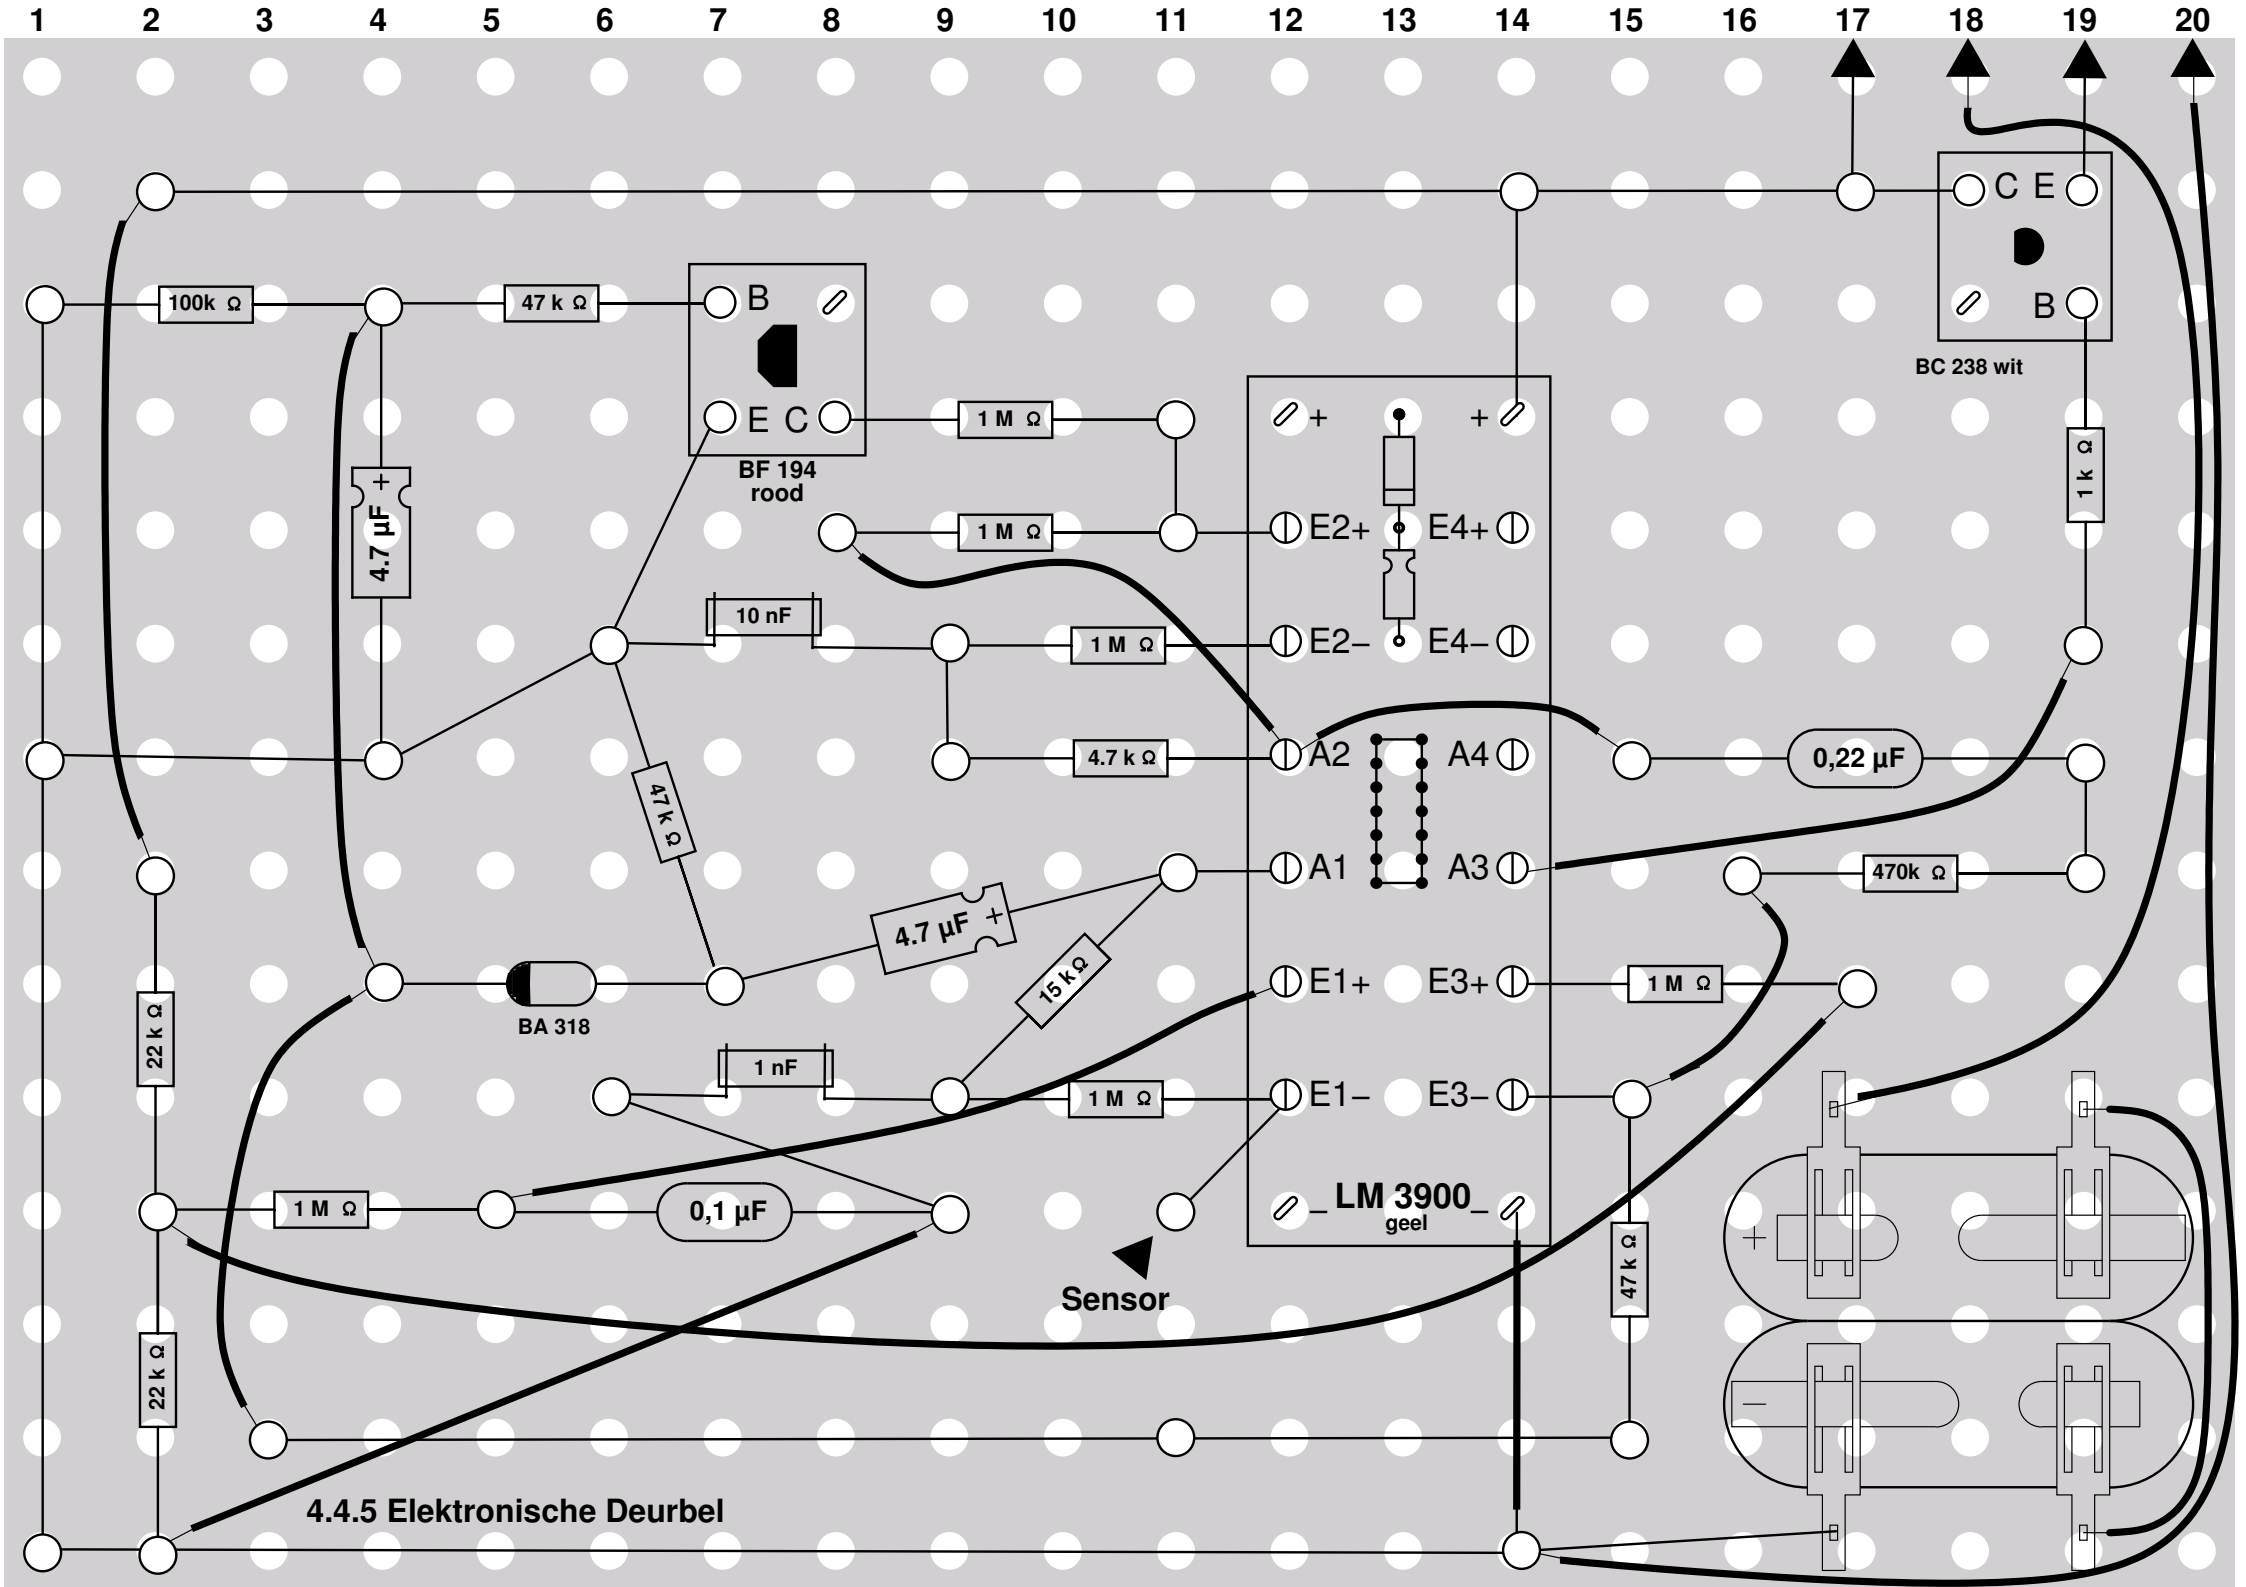 1 2 3 4 5 6 7 8 9 10 11 12 13 14 15 16 17 18 19 20
C E
100k Ω
47 k Ω
B
B
BC 238 wit
E C
1 M Ω
+ +
1 k Ω
BF 194
rood
+
4.7 µF
1 M Ω
E2+ E4+
10 nF
1 M Ω
E2– E4–
47 k Ω
4.7 k Ω
A2 A4
0,22 µF
A1 A3
470k Ω
4.7 µF +
15 k Ω
BA 318
E1+ E3+
1 M Ω
22 k Ω
1 nF
1 M Ω
E1– E3–
1 M Ω
0,1 µF
– LM 3900 –
geel
+
Sensor
47 k Ω
22 k Ω
–
4.4.5 Elektronische Deurbel